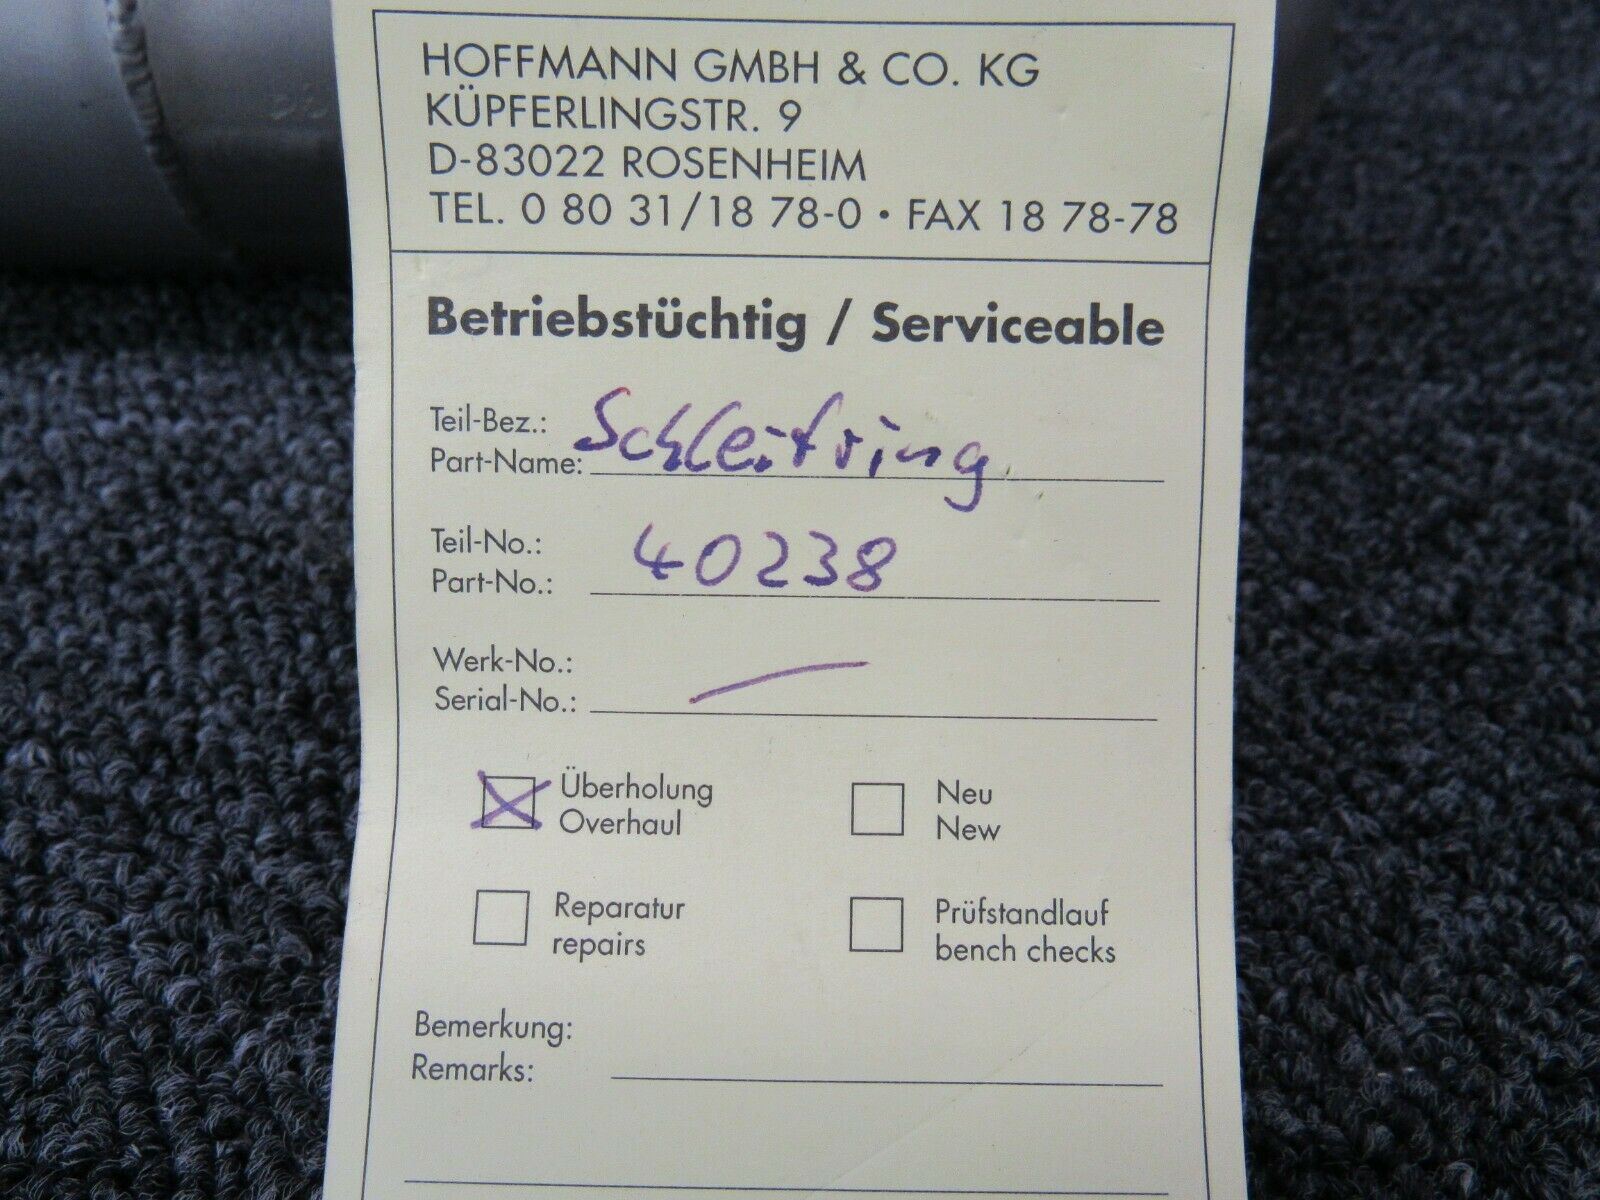 HOFFMANN GMBH & CO. KG
KÜPFERLINGSTR. 9
D-83022 ROSENHEIM
TEL. 0 80 31/18 78-0 • FAX 18 78-78
Betriebstüchtig / Serviceable
Teil-Bez.:
Part-Name: Schleifring
Teil-No.:
Part-No.: 40238
Werk-No.:
Serial-No.:
Überholung
Overhaul
Neu
New
Reparatur
repairs
Prüfstandlauf
bench checks
Bemerkung:
Remarks: